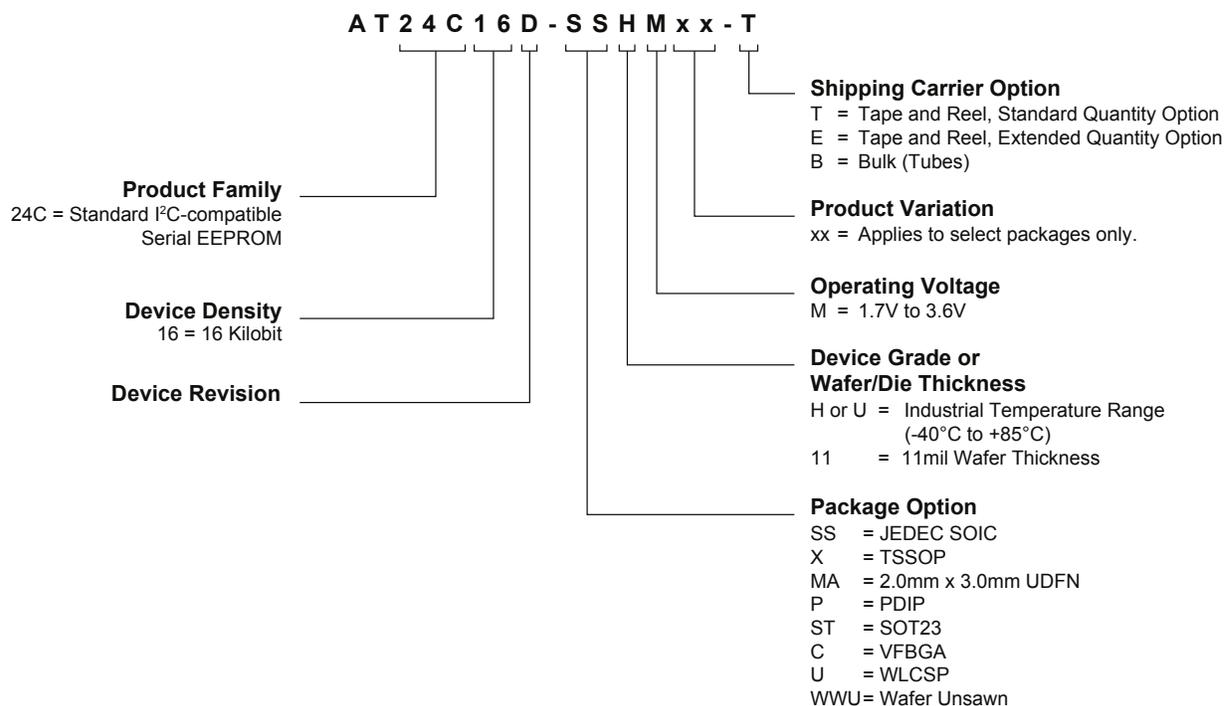 AT24C16D-SSHMxx-T
Shipping Carrier Option
T = Tape and Reel, Standard Quantity Option
E = Tape and Reel, Extended Quantity Option
B = Bulk (Tubes)
Product Family
24C = Standard I²C-compatible
Serial EEPROM
Product Variation
xx = Applies to select packages only.
Operating Voltage
M = 1.7V to 3.6V
Device Density
16 = 16 Kilobit
Device Grade or
Wafer/Die Thickness
H or U = Industrial Temperature Range
(-40°C to +85°C)
11 = 11mil Wafer Thickness
Device Revision
Package Option
SS = JEDEC SOIC
X = TSSOP
MA = 2.0mm x 3.0mm UDFN
P = PDIP
ST = SOT23
C = VFBGA
U = WLCSP
WWU= Wafer Unsawn